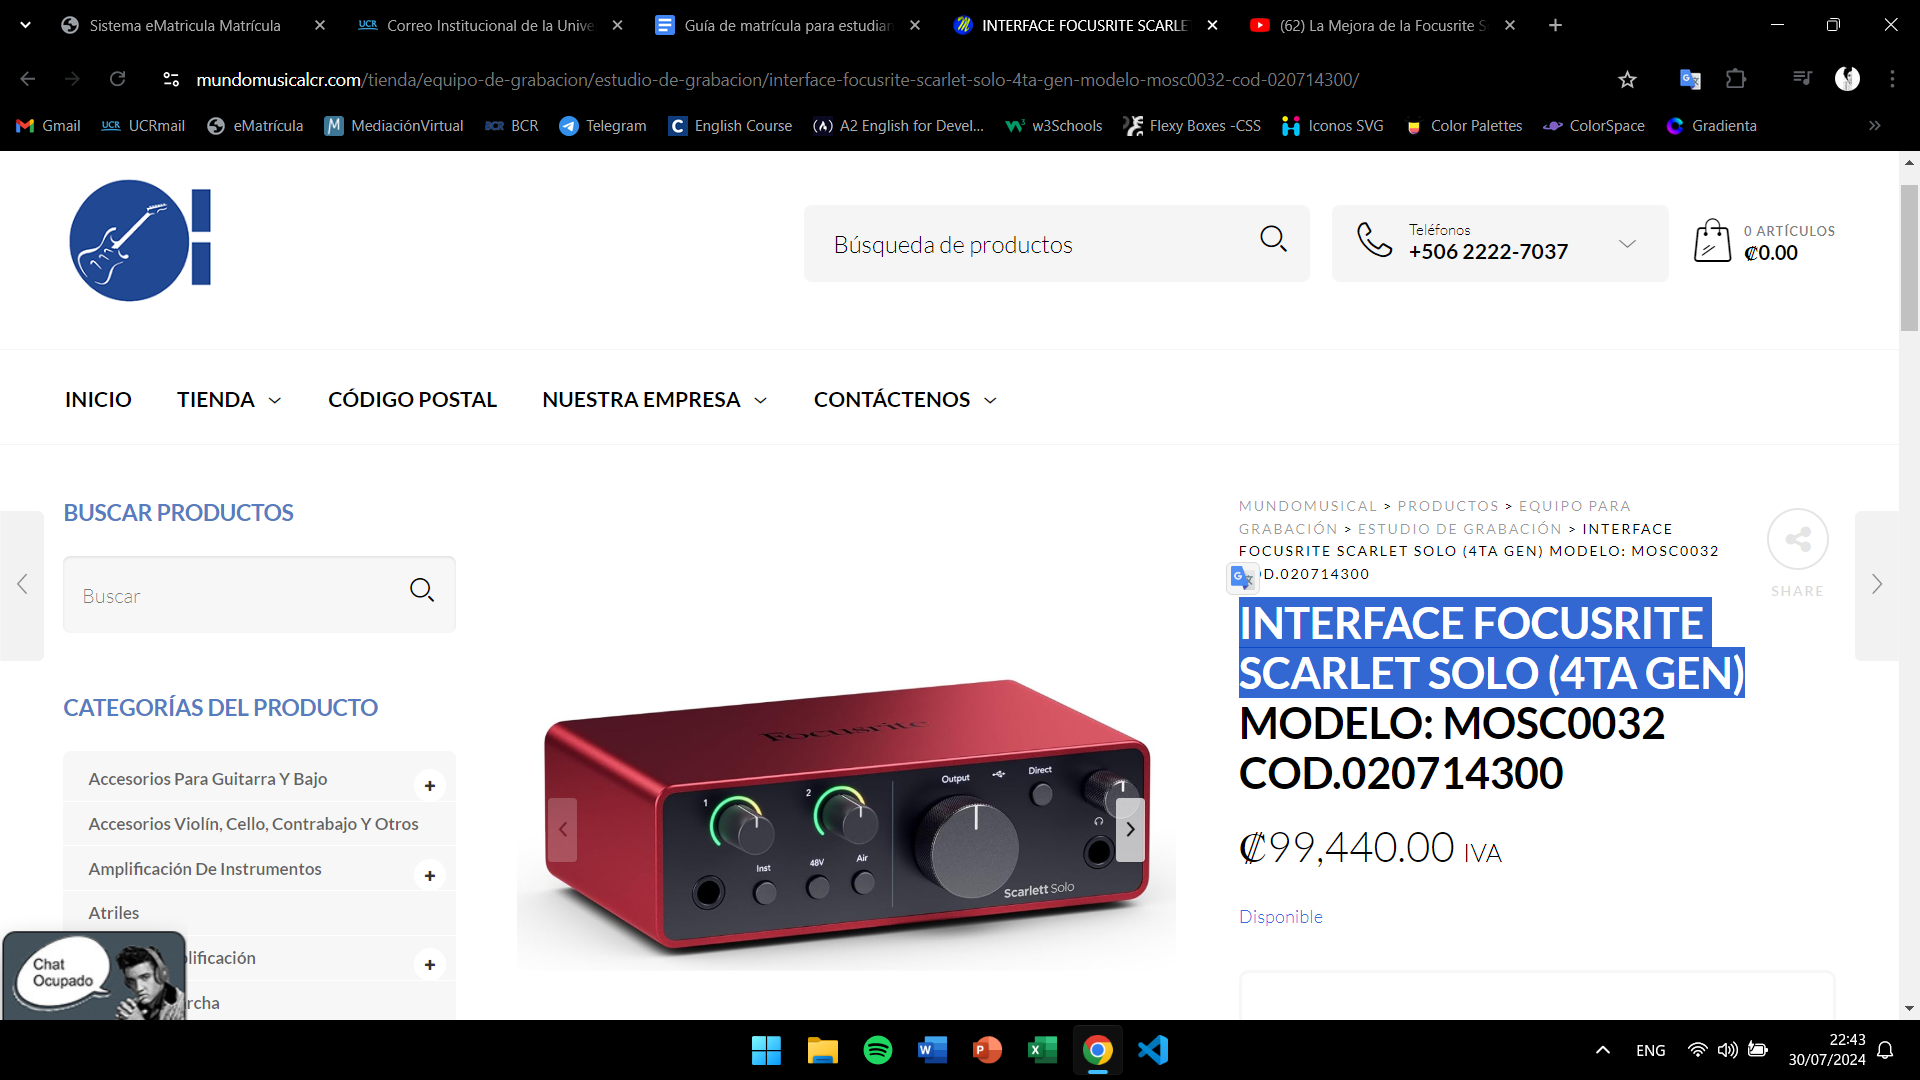 Sistema eMatricula Matrícula
UCR Correo Institucional de la Unive
Guía de matrícula para estudian
INTERFACE FOCUSRITE SCARLE
(62) La Mejora de la Focusrite S
mundomusicalcr.com/tienda/equipo-de-grabacion/estudio-de-grabacion/interface-focusrite-scarlet-solo-4ta-gen-modelo-mosc0032-cod-020714300/
Gmail
UCR UCRmail
eMatrícula
M MediaciónVirtual
BCR BCR
Telegram
C English Course
(A) A2 English for Devel...
w3Schools
Flexy Boxes -CSS
Iconos SVG
Color Palettes
ColorSpace
Gradienta
Búsqueda de productos
Teléfonos
+506 2222-7037
0 ARTÍCULOS
₡0.00
INICIO
TIENDA
CÓDIGO POSTAL
NUESTRA EMPRESA
CONTÁCTENOS
BUSCAR PRODUCTOS
Buscar
CATEGORÍAS DEL PRODUCTO
Accesorios Para Guitarra Y Bajo
+
Accesorios Violín, Cello, Contrabajo Y Otros
Amplificación De Instrumentos
+
Atriles
lificación
+
rcha
Chat
Ocupado
Focusrite
1
2
Inst
48V
Air
Output
Direct
Scarlett Solo
MUNDOMUSICAL > PRODUCTOS > EQUIPO PARA
GRABACIÓN > ESTUDIO DE GRABACIÓN > INTERFACE
FOCUSRITE SCARLET SOLO (4TA GEN) MODELO: MOSC0032
OD.020714300
SHARE
INTERFACE FOCUSRITE
SCARLET SOLO (4TA GEN)
MODELO: MOSC0032
COD.020714300
₡99,440.00 IVA
Disponible
ENG
22:43
30/07/2024